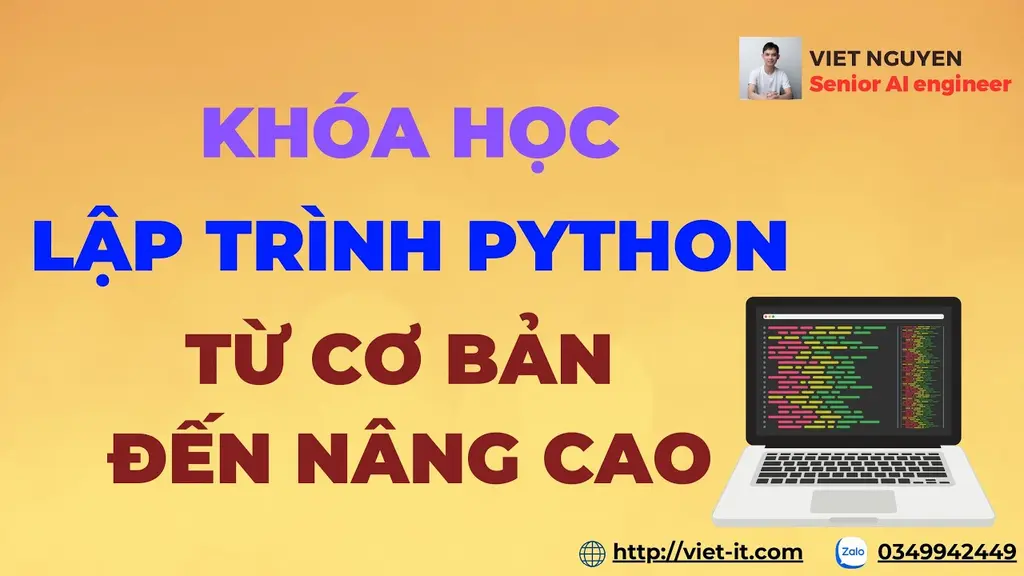 VIET NGUYEN
Senior AI engineer
KHÓA HỌC
LẬP TRÌNH PYTHON
TỪ CƠ BẢN
ĐẾN NÂNG CAO
http://viet-it.com
Zalo
0349942449